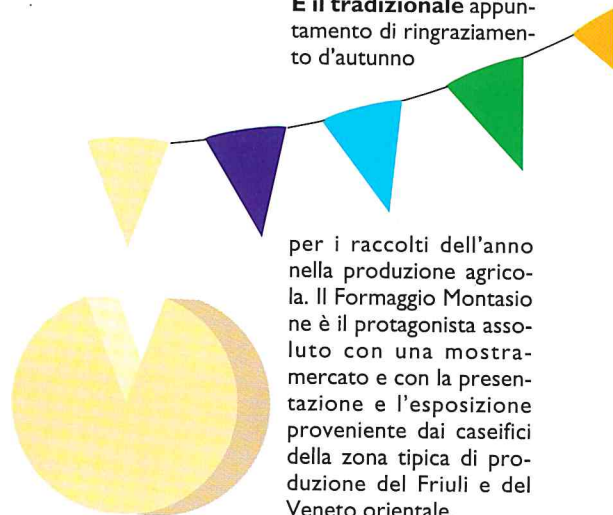 È il tradizionale appun-
tamento di ringraziamen-
to d'autunno
per i raccolti dell'anno
nella produzione agrico-
la. Il Formaggio Montasio
ne è il protagonista asso-
luto con una mostra-
mercato e con la presen-
tazione e l'esposizione
proveniente dai caseifici
della zona tipica di pro-
duzione del Friuli e del
Veneto orientale